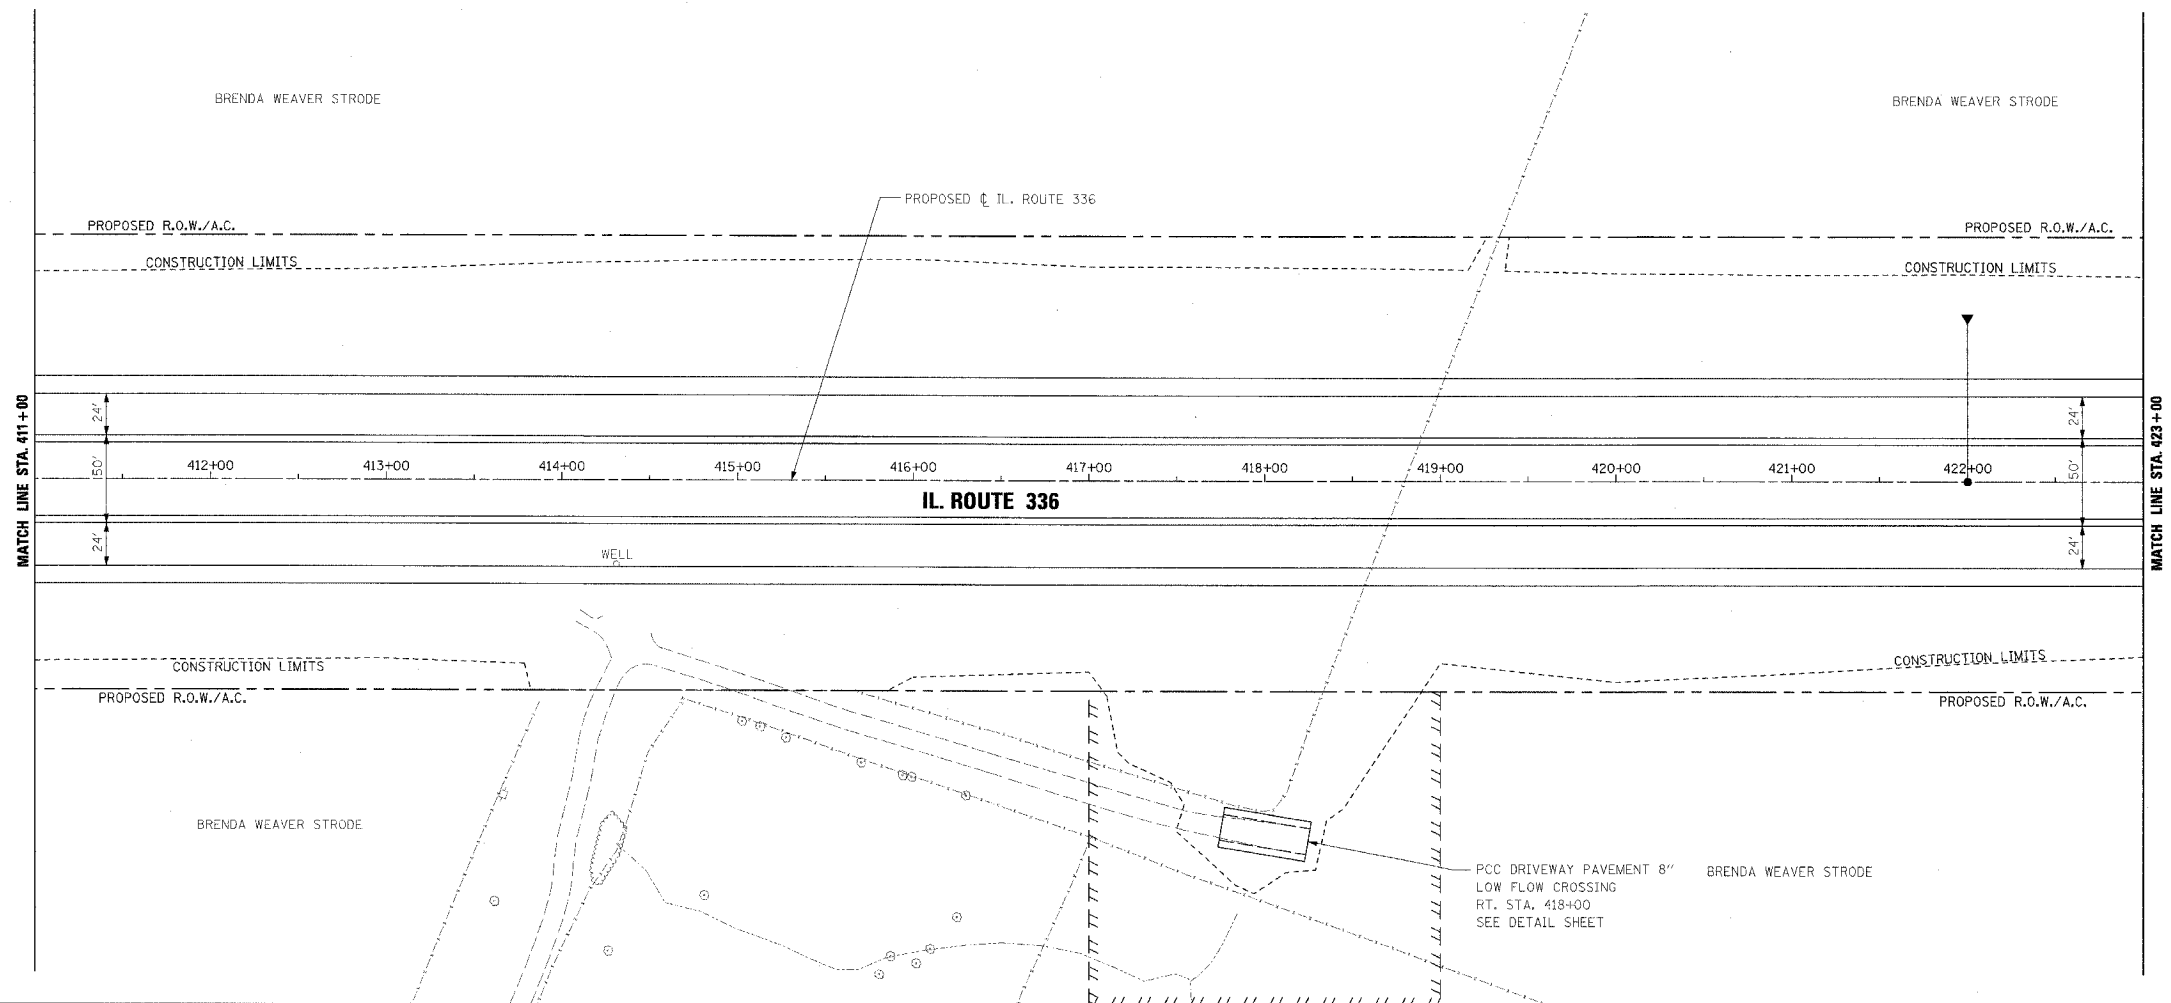 BRENDA WEAVER STRODE
BRENDA WEAVER STRODE
PROPOSED ℄ IL. ROUTE 336
PROPOSED R.O.W./A.C.
PROPOSED R.O.W./A.C.
CONSTRUCTION LIMITS
CONSTRUCTION LIMITS
MATCH LINE STA. 411+00
24'
50'
24'
412+00
413+00
414+00
415+00
416+00
417+00
418+00
419+00
420+00
421+00
422+00
24'
50'
24'
MATCH LINE STA. 423+00
IL. ROUTE 336
WELL
CONSTRUCTION LIMITS
CONSTRUCTION LIMITS
PROPOSED R.O.W./A.C.
PROPOSED R.O.W./A.C.
BRENDA WEAVER STRODE
PCC DRIVEWAY PAVEMENT 8"
LOW FLOW CROSSING
RT. STA. 418+00
SEE DETAIL SHEET
BRENDA WEAVER STRODE